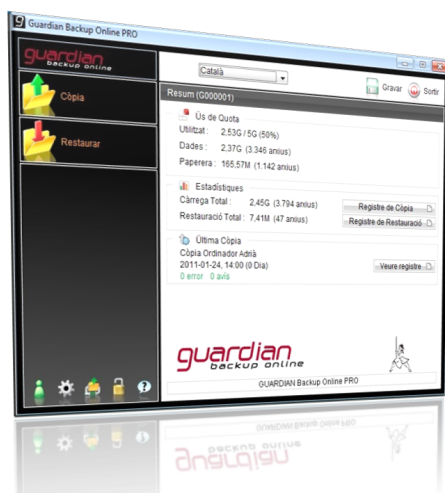 Guardian Backup Online PRO
guardian
backup online
Català
Gravar
Sortir
Còpia
Restaurar
Resum (G000001)
Ús de Quota
Utilitzat : 2,53G / 5G (50%)
Dades : 2,37G (3.346 arxius)
Paperera : 165,57M (1.142 arxius)
Estadístiques
Càrrega Total : 2,45G (3.794 arxius)
Registre de Còpia
Restauració Total : 7,41M (47 arxius)
Registre de Restauració
Última Còpia
Còpia Ordinador Adrià
2011-01-24, 14:00 (0 Dia)
0 error 0 avís
Veure registre
guardian
backup online
GUARDIAN Backup Online PRO